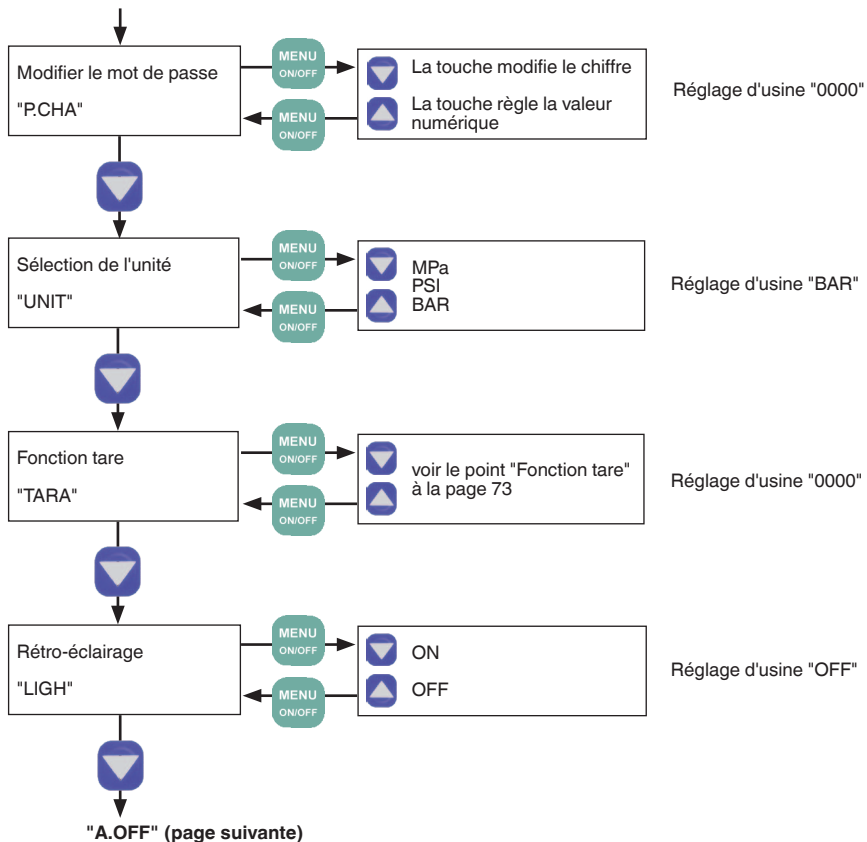 Modifier le mot de passe
"P.CHA"
MENU
ON/OFF
MENU
ON/OFF
La touche modifie le chiffre
La touche règle la valeur
numérique
Réglage d'usine "0000"
Sélection de l'unité
"UNIT"
MENU
ON/OFF
MENU
ON/OFF
MPa
PSI
BAR
Réglage d'usine "BAR"
Fonction tare
"TARA"
MENU
ON/OFF
MENU
ON/OFF
voir le point "Fonction tare"
à la page 73
Réglage d'usine "0000"
Rétro-éclairage
"LIGH"
MENU
ON/OFF
MENU
ON/OFF
ON
OFF
Réglage d'usine "OFF"
"A.OFF" (page suivante)